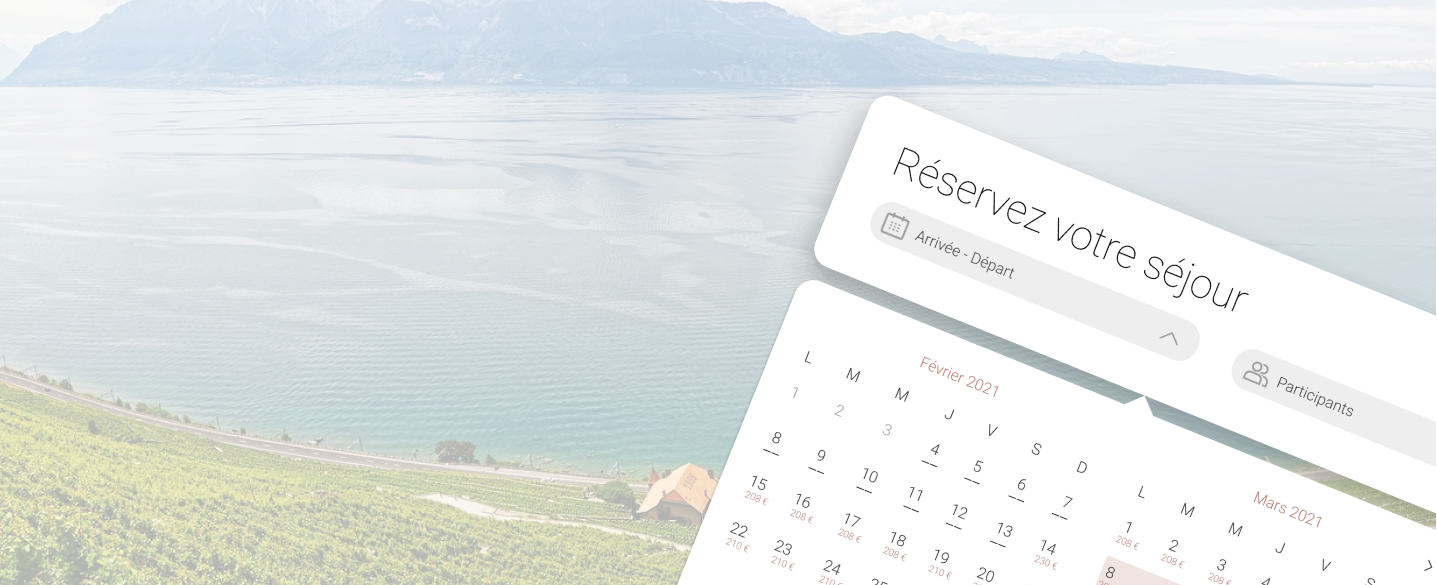 Réservez votre séjour
Arrivée - Départ
Participants
Février 2021
L M M J V S D
1 2 3 4 5 6 7
8 9 10 11 12 13 14
230 €
15 16 17 18 19 20
208 € 208 € 208 € 208 € 210 €
22 23 24 25
210 € 210 € 210 €
Mars 2021
L M M J V S
1 2 3 4
208 € 208 € 208 €
8